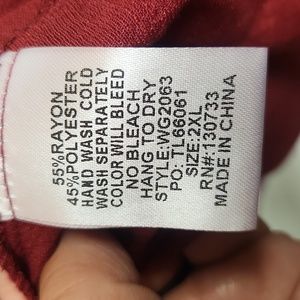 55%RAYON
45%POLYESTER
HAND WASH COLD
WASH SEPARATELY
COLOR WILL BLEED
NO BLEACH
HANG TO DRY
STYLE:WG2063
PO: TL66061
SIZE:2XL
RN#:130733
MADE IN CHINA